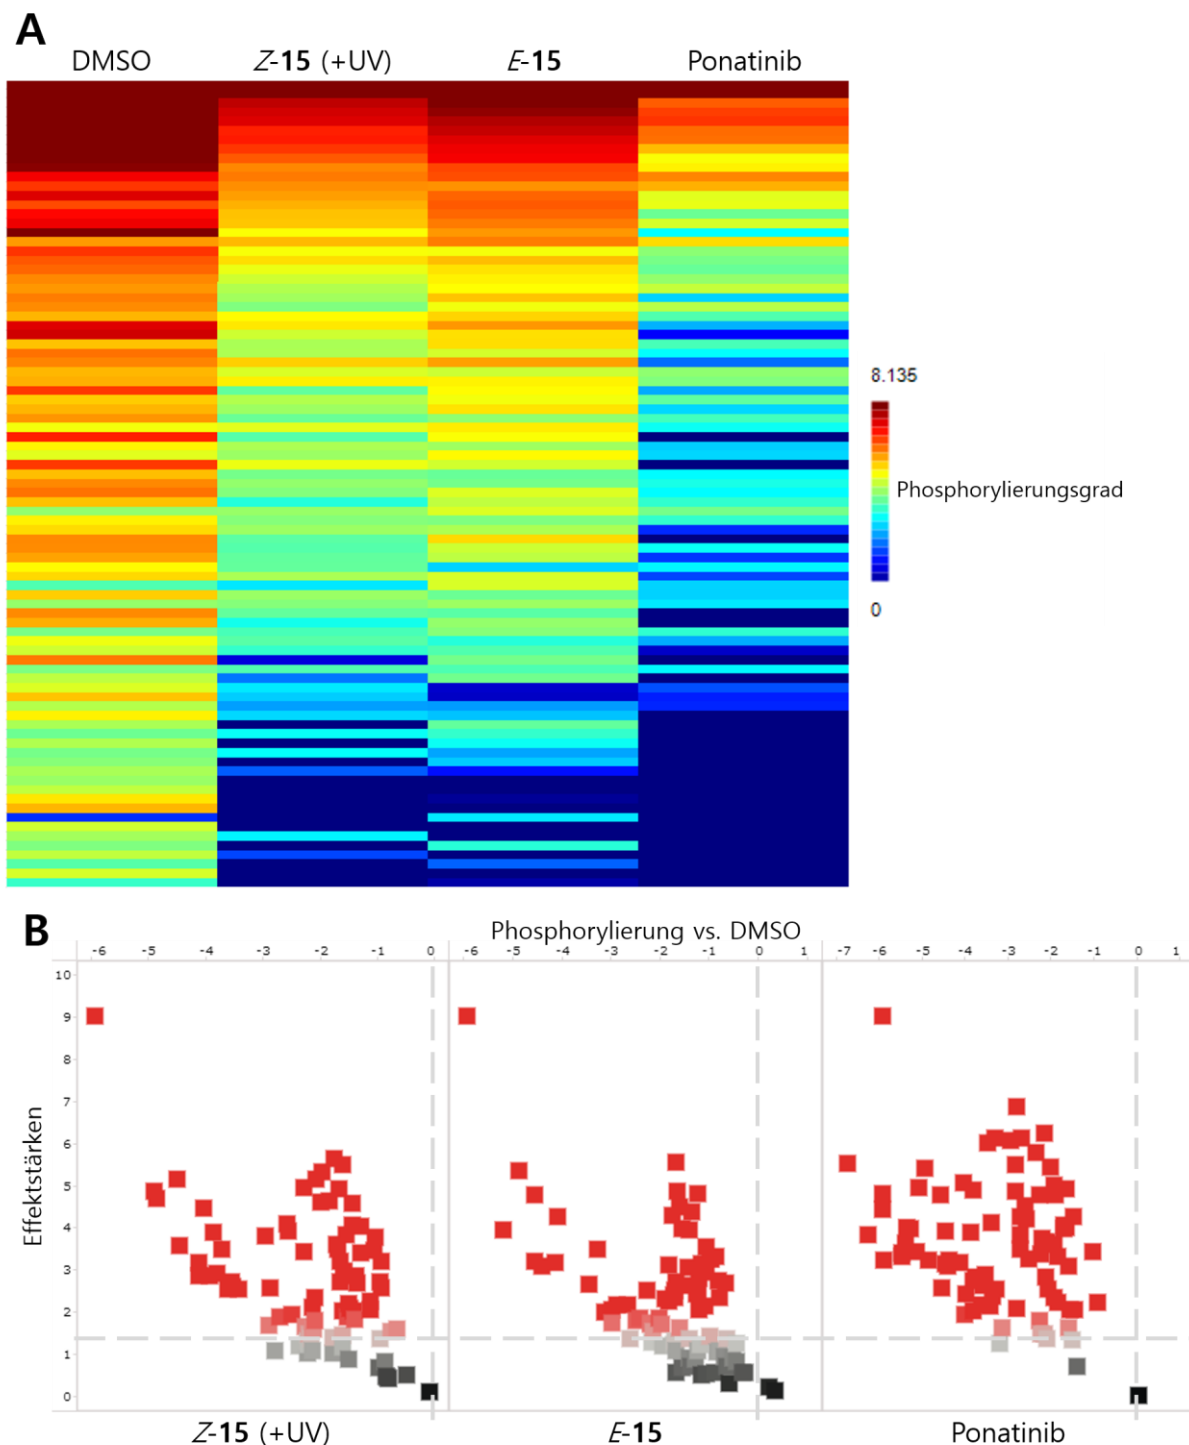 A
DMSO Z-15 (+UV) E-15 Ponatinib
8.135
Phosphorylierungsgrad
0
B
Phosphorylierung vs. DMSO
-6 -5 -4 -3 -2 -1 0 -6 -5 -4 -3 -2 -1 0 1 -7 -6 -5 -4 -3 -2 -1 0 1
10
9
8
7
6
5
4
3
2
1
0
Effektstärken
Z-15 (+UV) E-15 Ponatinib